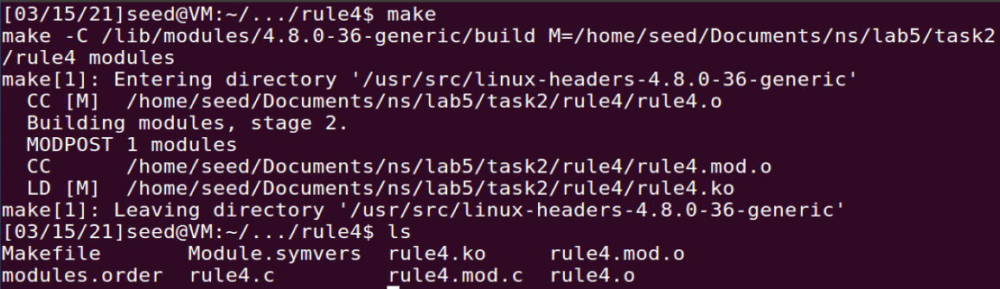 [03/15/21]seed@VM:~/.../rule4$ make
make -C /lib/modules/4.8.0-36-generic/build M=/home/seed/Documents/ns/lab5/task2
/rule4 modules
make[1]: Entering directory '/usr/src/linux-headers-4.8.0-36-generic'
  CC [M]  /home/seed/Documents/ns/lab5/task2/rule4/rule4.o
  Building modules, stage 2.
  MODPOST 1 modules
  CC      /home/seed/Documents/ns/lab5/task2/rule4/rule4.mod.o
  LD [M]  /home/seed/Documents/ns/lab5/task2/rule4/rule4.ko
make[1]: Leaving directory '/usr/src/linux-headers-4.8.0-36-generic'
[03/15/21]seed@VM:~/.../rule4$ ls
Makefile       Module.symvers  rule4.ko     rule4.mod.o
modules.order  rule4.c         rule4.mod.c  rule4.o